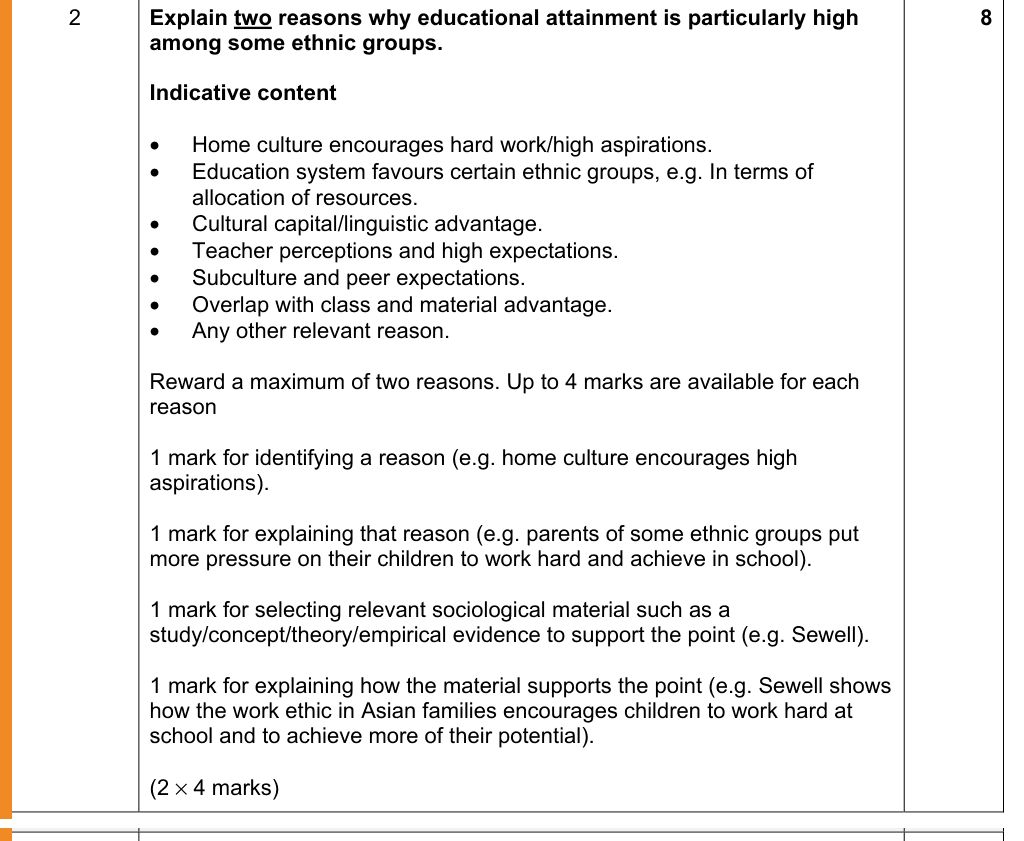 2
Explain two reasons why educational attainment is particularly high
8
among some ethnic groups.
Indicative content
• Home culture encourages hard work/high aspirations.
• Education system favours certain ethnic groups, e.g. In terms of
allocation of resources.
• Cultural capital/linguistic advantage.
• Teacher perceptions and high expectations.
• Subculture and peer expectations.
• Overlap with class and material advantage.
• Any other relevant reason.
Reward a maximum of two reasons. Up to 4 marks are available for each
reason
1 mark for identifying a reason (e.g. home culture encourages high
aspirations).
1 mark for explaining that reason (e.g. parents of some ethnic groups put
more pressure on their children to work hard and achieve in school).
1 mark for selecting relevant sociological material such as a
study/concept/theory/empirical evidence to support the point (e.g. Sewell).
1 mark for explaining how the material supports the point (e.g. Sewell shows
how the work ethic in Asian families encourages children to work hard at
school and to achieve more of their potential).
(2 × 4 marks)